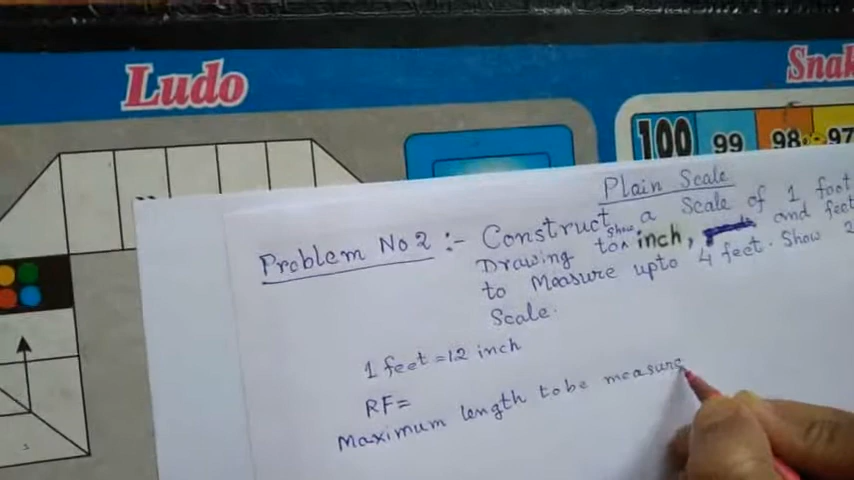 Ludo
Snak
100 99 98 97
Plain Scale
Problem No 2 :- Construct a Scale of 1 foot
Drawing to show inch, and feet
to Measure upto 4 feet. Show 2
Scale.
1 feet = 12 inch
RF=
Maximum length to be measure